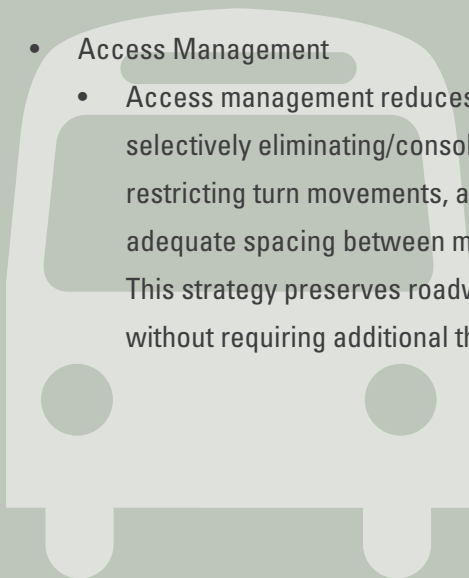 • Access Management
• Access management reduces
selectively eliminating/consol
restricting turn movements, a
adequate spacing between m
This strategy preserves roadw
without requiring additional th